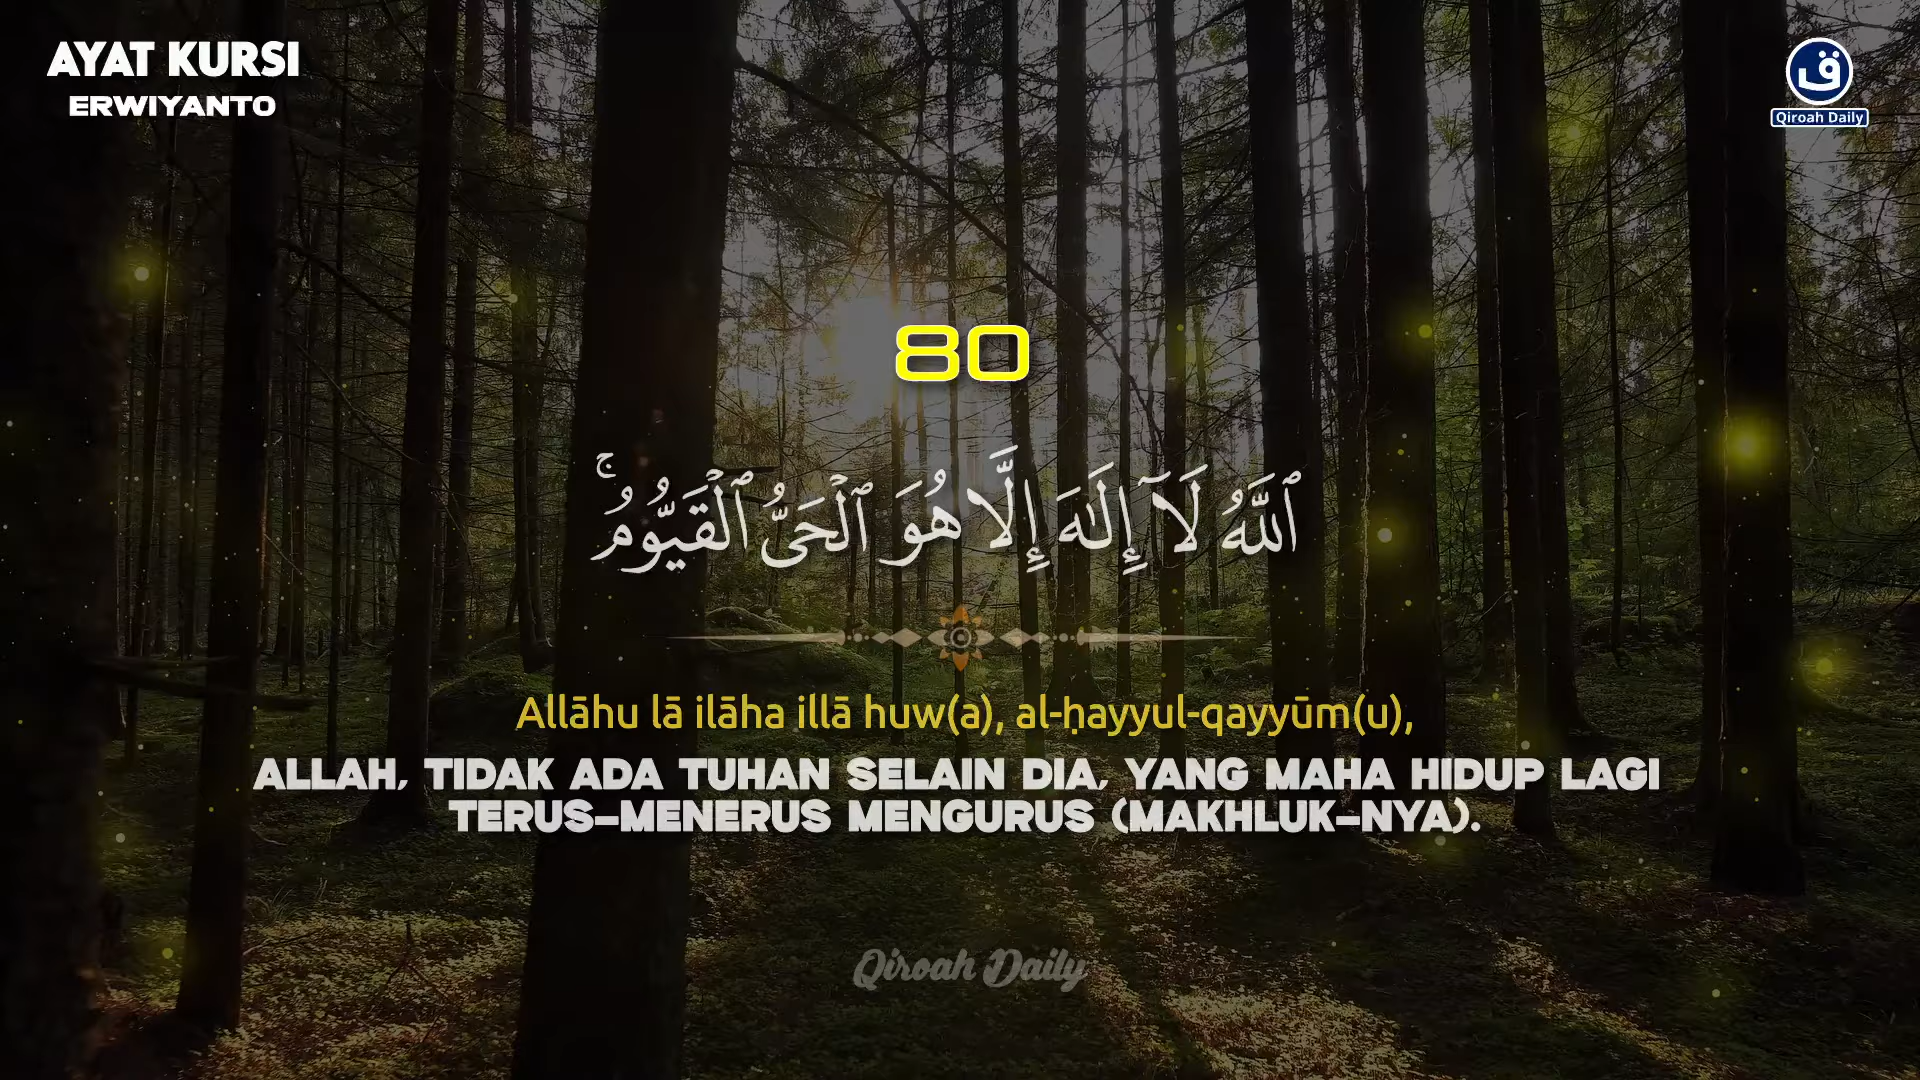 AYAT KURSI
ERWIYANTO
ق
Qiroah Daily
80
ٱللَّهُ لَآ إِلَٰهَ إِلَّا هُوَ ٱلْحَىُّ ٱلْقَيُّومُ ۚ
Allāhu lā ilāha illā huw(a), al-ḥayyul-qayyūm(u),
ALLAH, TIDAK ADA TUHAN SELAIN DIA, YANG MAHA HIDUP LAGI
TERUS-MENERUS MENGURUS (MAKHLUK-NYA).
Qiroah Daily